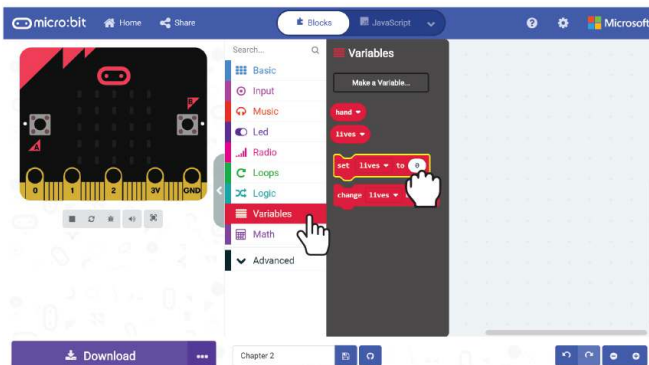 micro:bit Home Share Blocks JavaScript Microsoft
Search...
Basic
Input
Music
Led
Radio
Loops
Logic
Variables
Math
Advanced
Variables
Make a Variable...
hand
lives
set lives to 0
change lives
B
A
0 1 2 3V GND
Download
Chapter 2